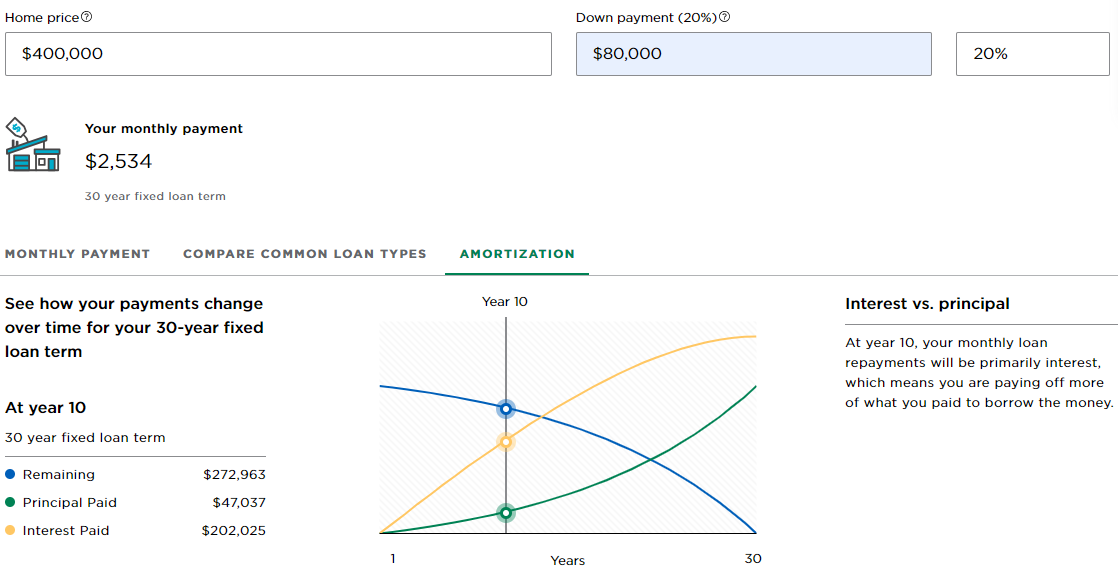 Home price
Down payment (20%)
$400,000
$80,000
20%
$
Your monthly payment
$2,534
30 year fixed loan term
MONTHLY PAYMENT
COMPARE COMMON LOAN TYPES
AMORTIZATION
See how your payments change
over time for your 30-year fixed
loan term
At year 10
30 year fixed loan term
Remaining $272,963
Principal Paid $47,037
Interest Paid $202,025
Year 10
1
Years
30
Interest vs. principal
At year 10, your monthly loan
repayments will be primarily interest,
which means you are paying off more
of what you paid to borrow the money.